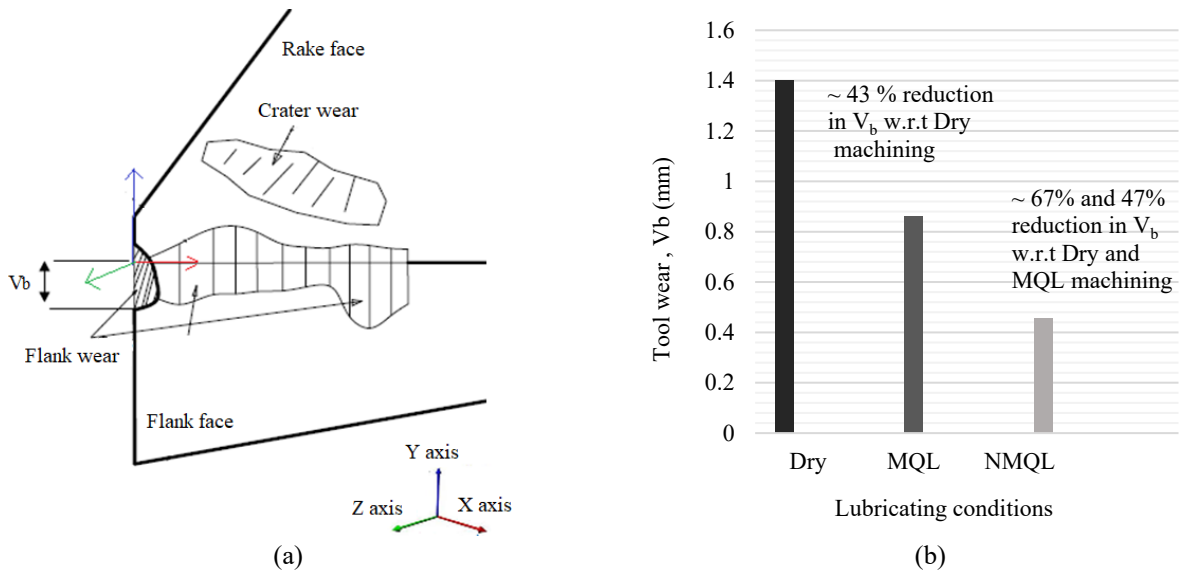 Rake face
Crater wear
Vb
Flank wear
Flank face
Y axis
Z axis
X axis
(a)
1.6
1.4
1.2
1
0.8
0.6
0.4
0.2
0
Tool wear , Vb (mm)
~ 43 % reduction
in Vb w.r.t Dry
machining
~ 67% and 47%
reduction in Vb
w.r.t Dry and
MQL machining
Dry
MQL
NMQL
Lubricating conditions
(b)